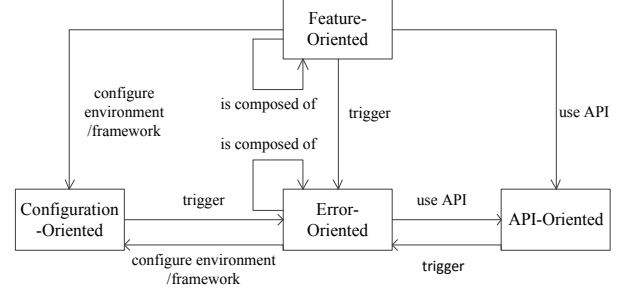 Feature-
Oriented
configure
environment
/framework
is composed of
trigger
use API
is composed of
Configuration
-Oriented
trigger
Error-
Oriented
use API
API-Oriented
configure environment
/framework
trigger